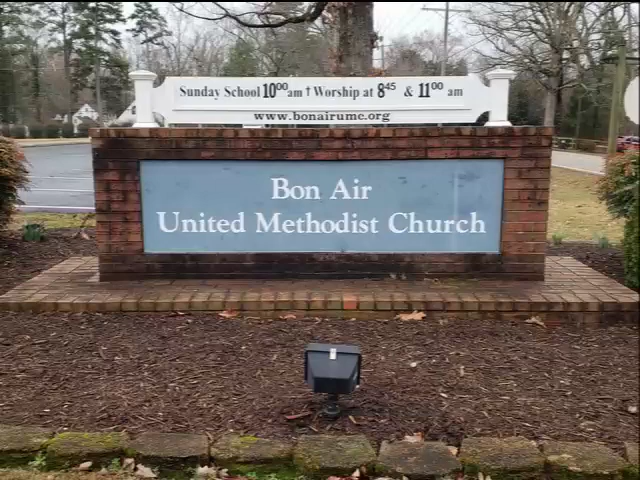 Sunday School 10⁰⁰ am † Worship at 8⁴⁵ & 11⁰⁰ am
www.bonairumc.org
Bon Air
United Methodist Church